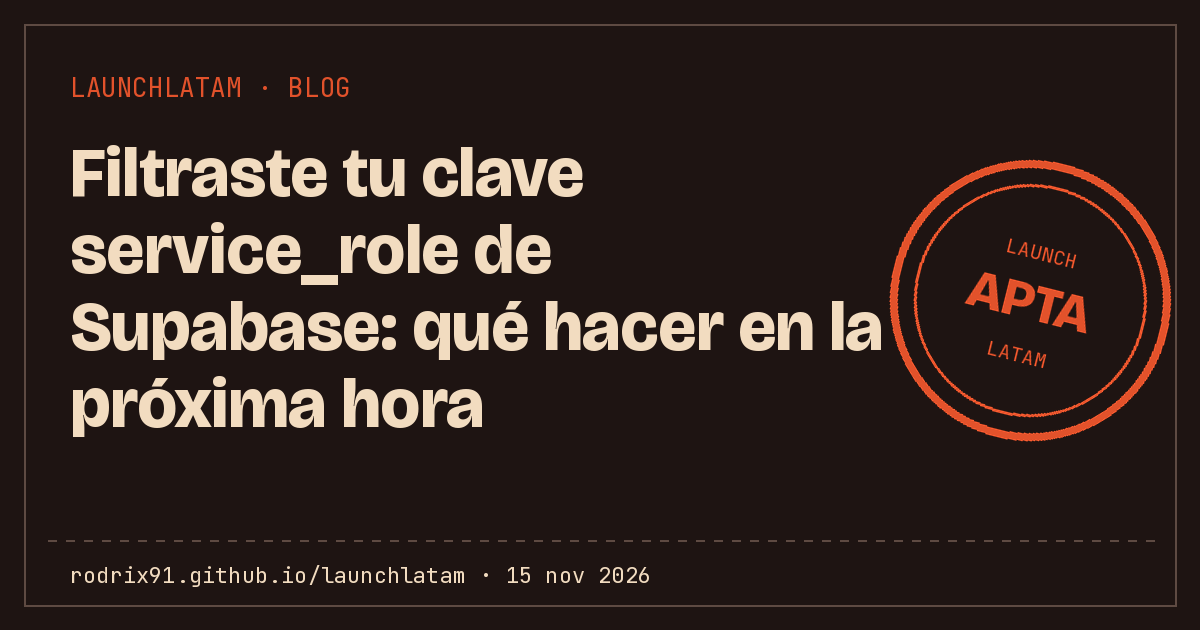 LAUNCHLATAM · BLOG
Filtraste tu clave
service_role de
Supabase: qué hacer en la
próxima hora
LAUNCH
APTA
LATAM
rodrix91.github.io/launchlatam · 15 nov 2026